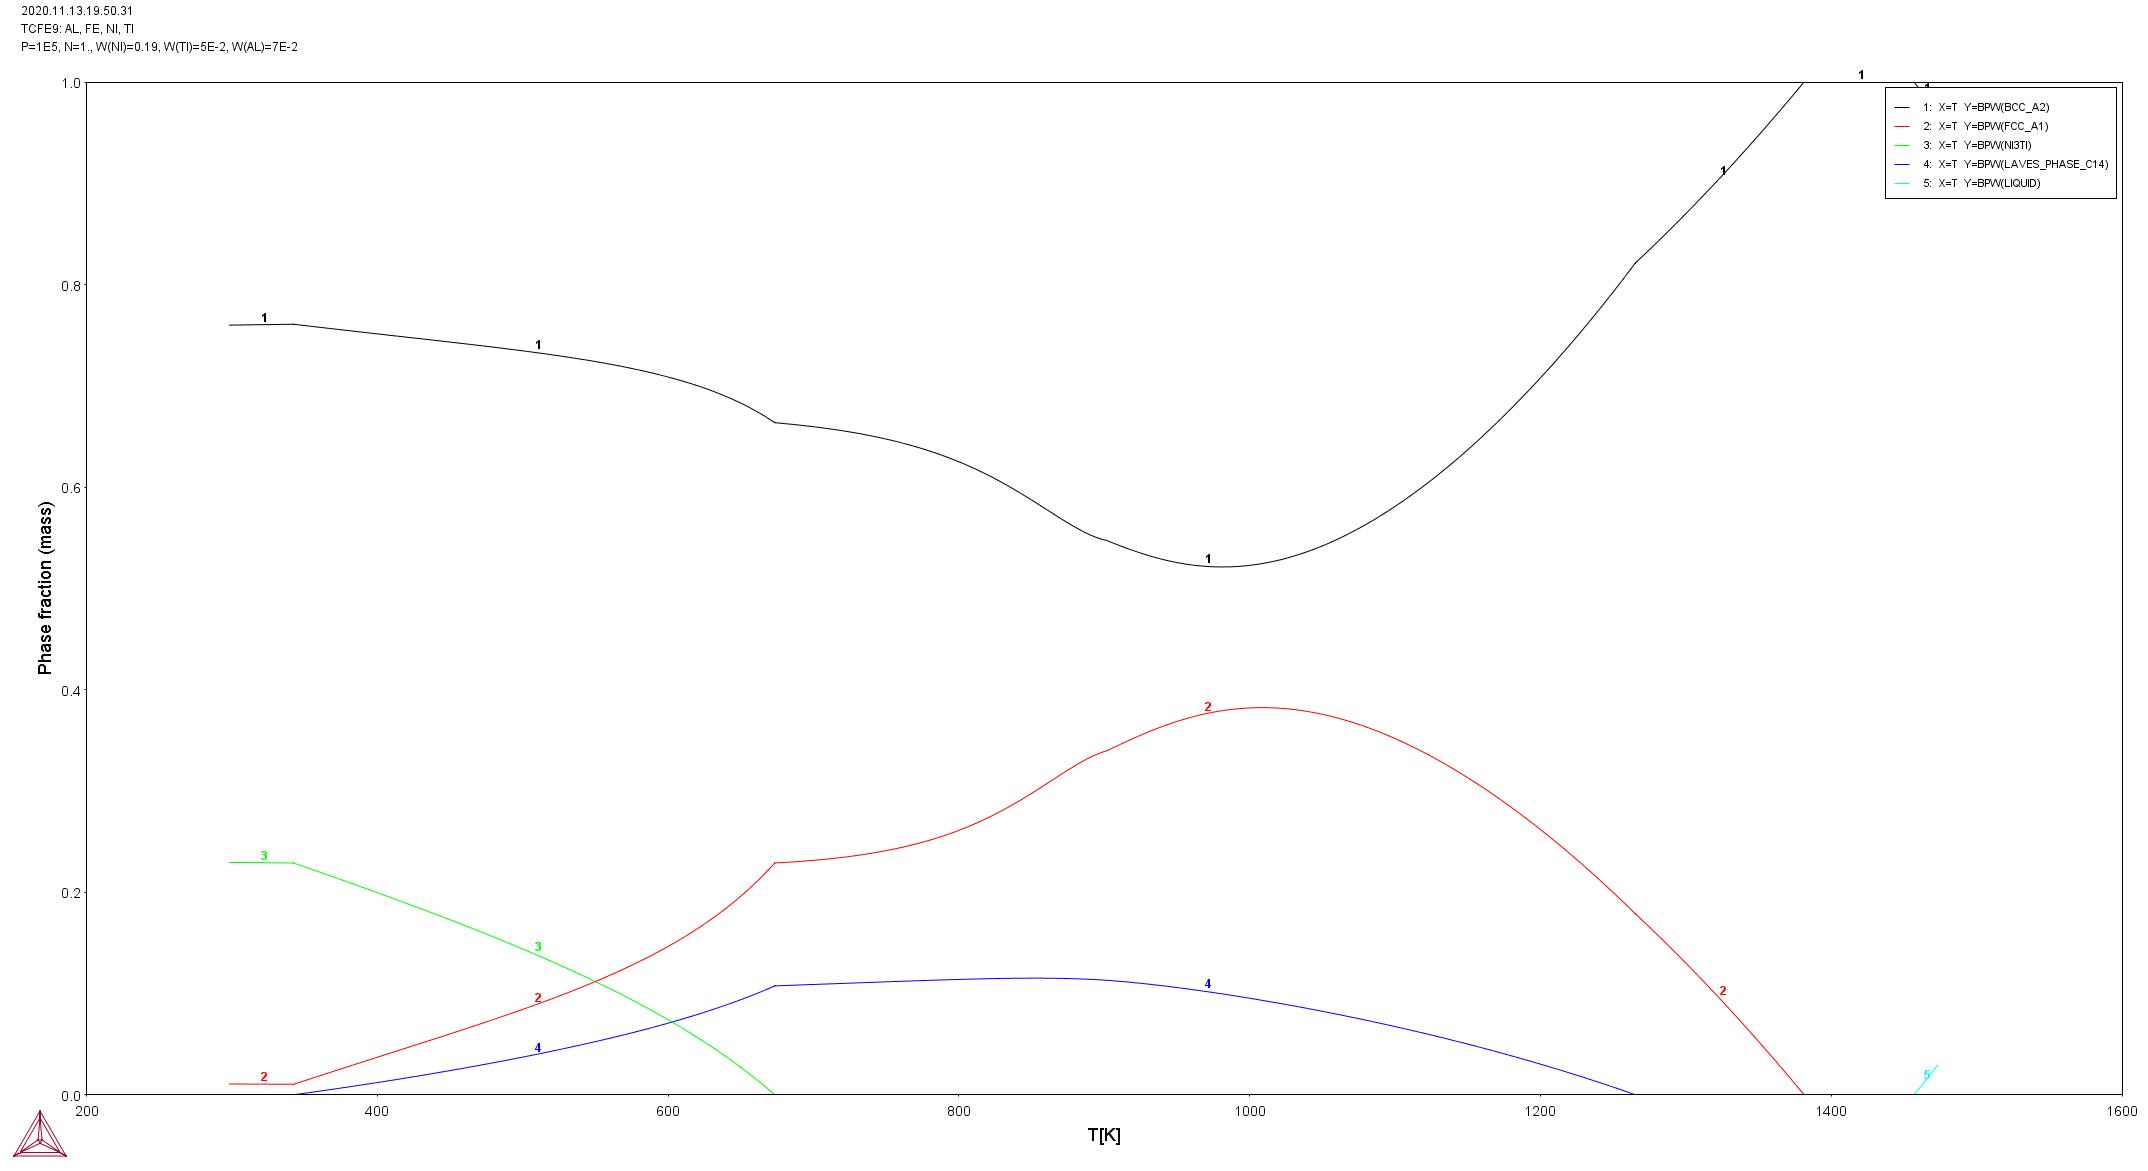 2020.11.13.19.50.31
TCFE9: AL, FE, NI, TI
P=1E5, N=1., W(NI)=0.19, W(TI)=5E-2, W(AL)=7E-2
1
1.0
1
1: X=T Y=BPW(BCC_A2)
2: X=T Y=BPW(FCC_A1)
3: X=T Y=BPW(NI3TI)
4: X=T Y=BPW(LAVES_PHASE_C14)
5: X=T Y=BPW(LIQUID)
1
0.8
1
1
0.6
1
Phase fraction (mass)
0.4
2
3
0.2
3
2
4
2
4
2
5
0.0
200 400 600 800 1000 1200 1400 1600
T[K]